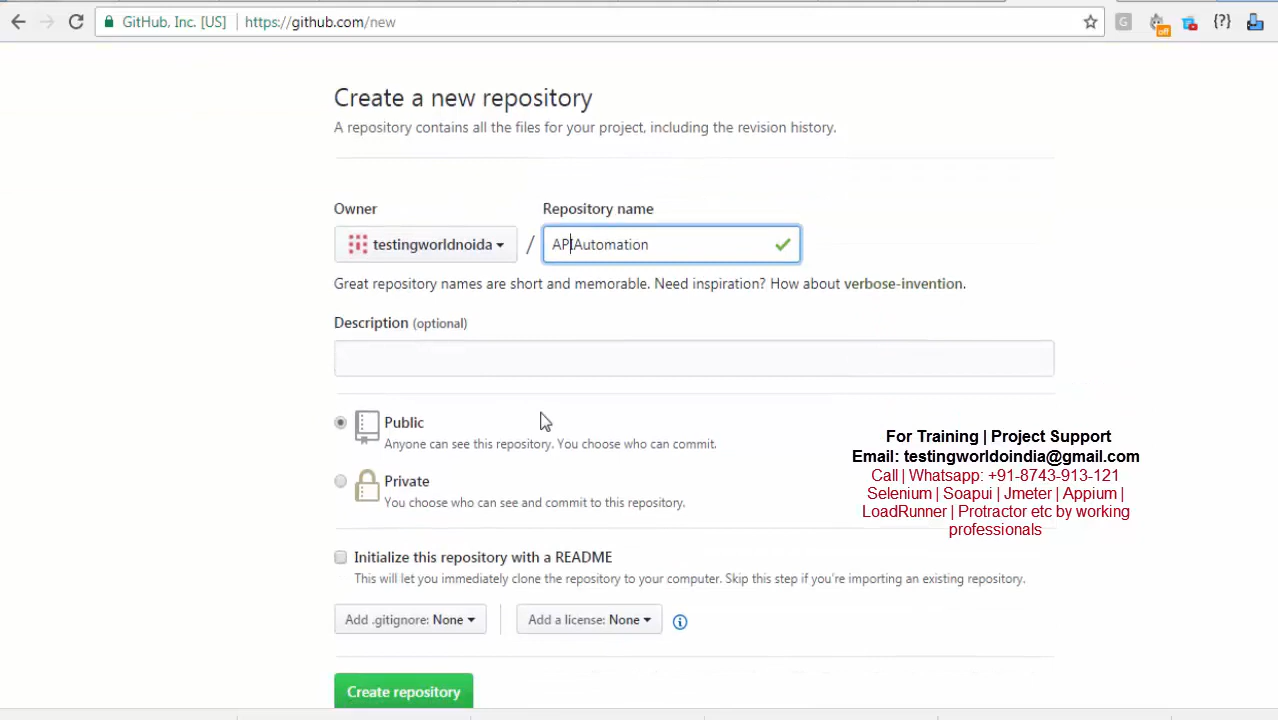 GitHub, Inc. [US] https://github.com/new
G off {?}
Create a new repository
A repository contains all the files for your project, including the revision history.
Owner Repository name
testingworldnoida / APIAutomation
Great repository names are short and memorable. Need inspiration? How about verbose-invention.
Description (optional)
Public
Anyone can see this repository. You choose who can commit.
Private
You choose who can see and commit to this repository.
For Training | Project Support
Email: testingworldoindia@gmail.com
Call | Whatsapp: +91-8743-913-121
Selenium | Soapui | Jmeter | Appium |
LoadRunner | Protractor etc by working
professionals
Initialize this repository with a README
This will let you immediately clone the repository to your computer. Skip this step if you’re importing an existing repository.
Add .gitignore: None Add a license: None
Create repository